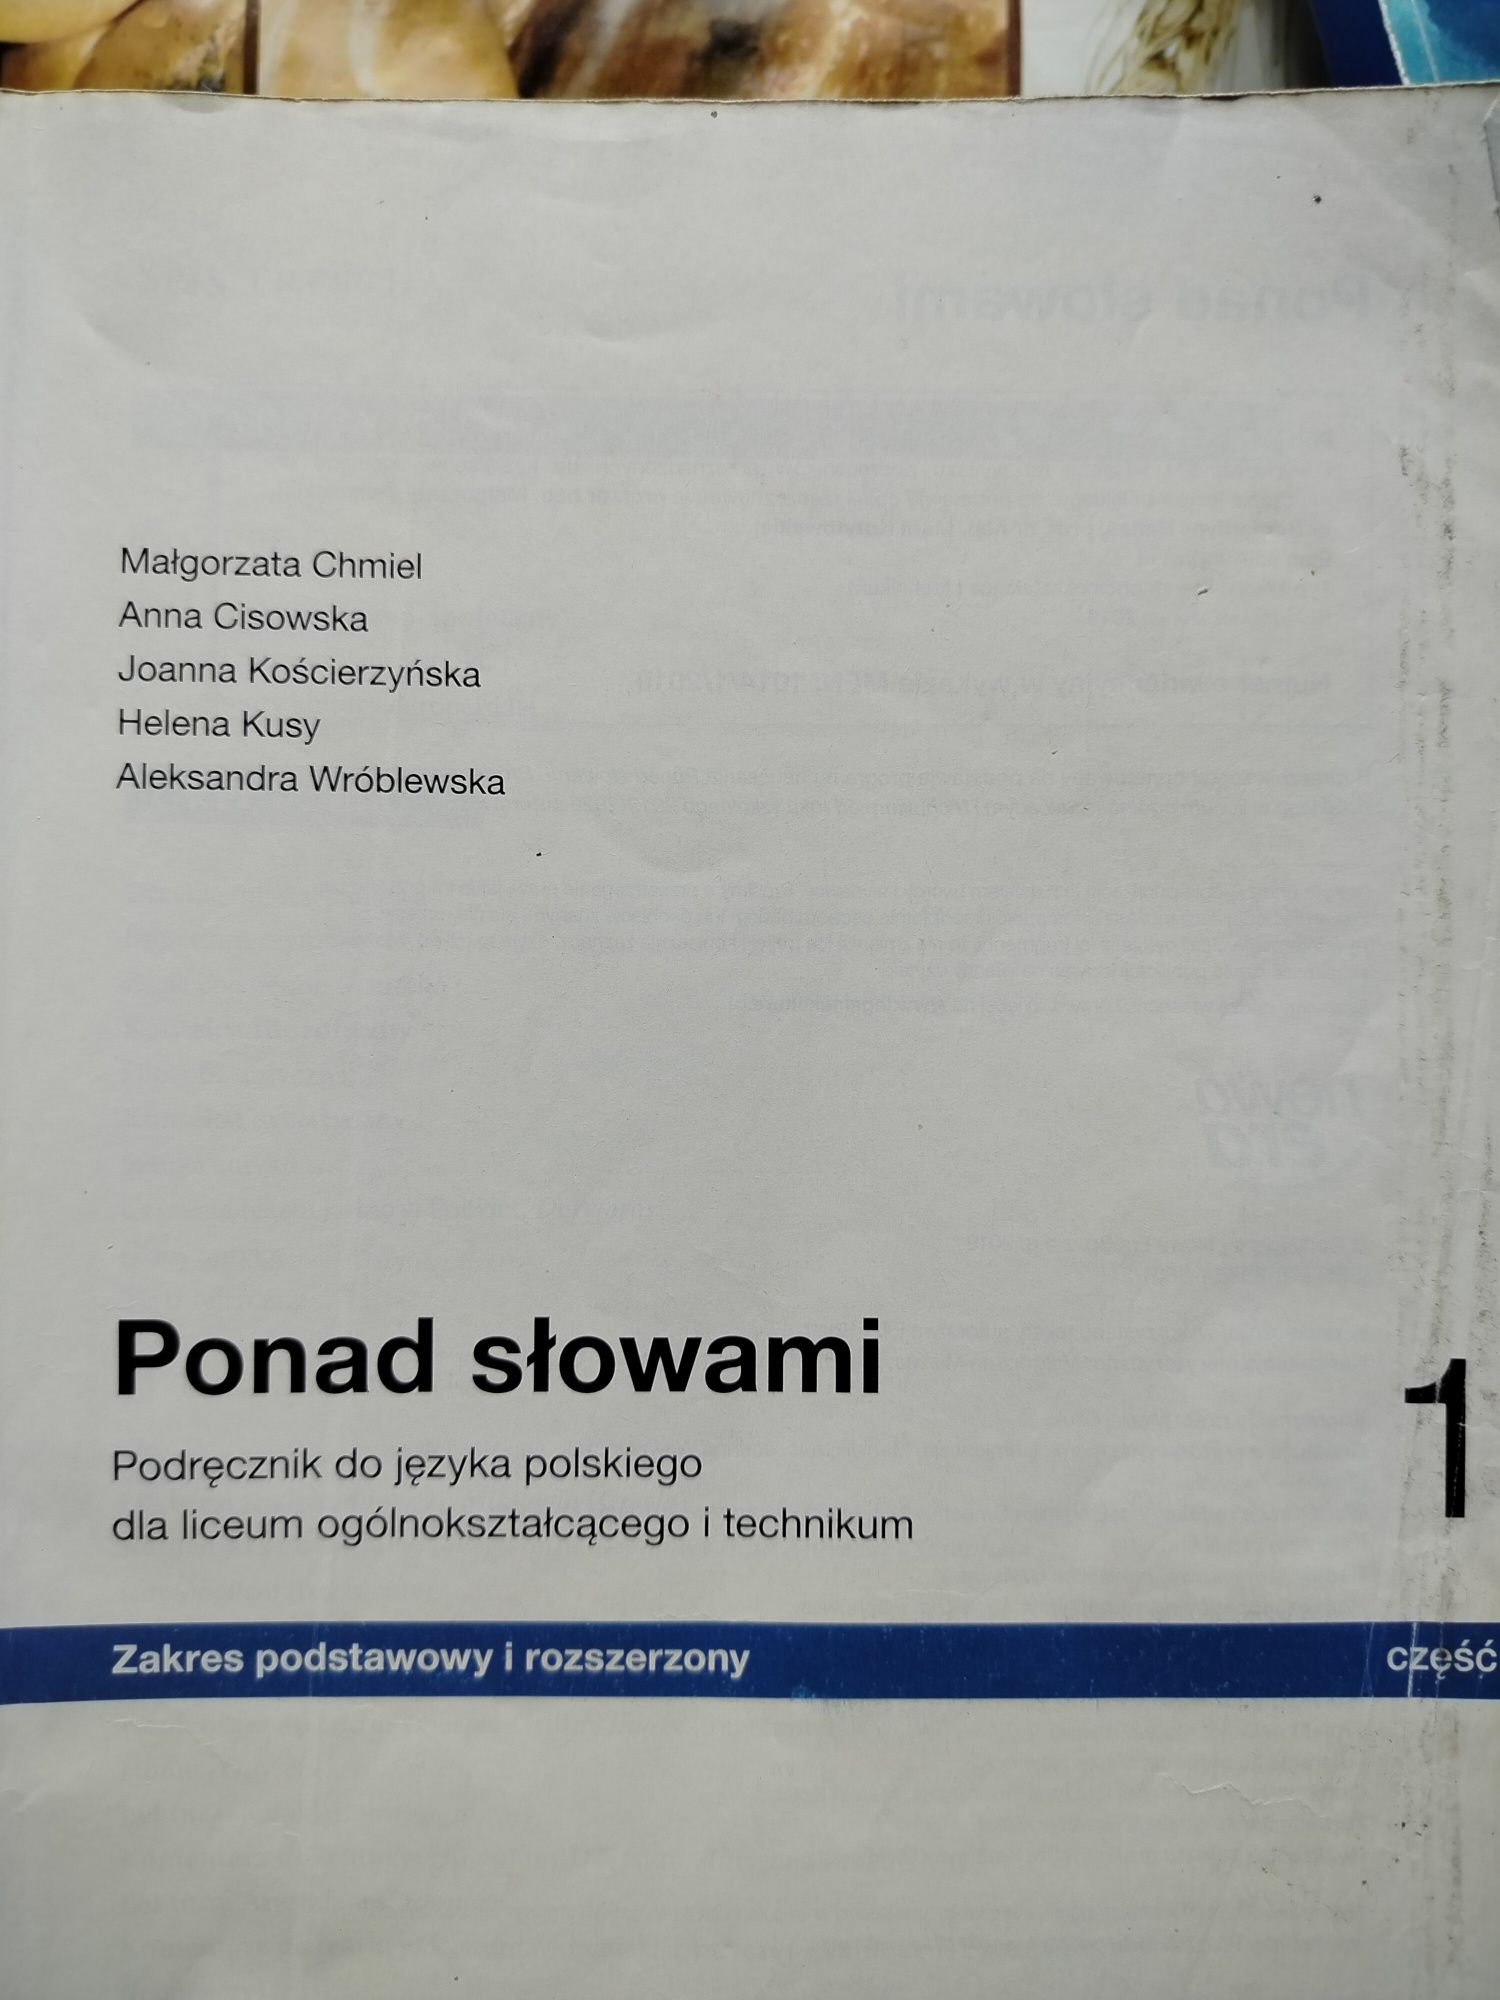 Małgorzata Chmiel
Anna Cisowska
Joanna Kościerzyńska
Helena Kusy
Aleksandra Wróblewska
Ponad słowami
1
Podręcznik do języka polskiego
dla liceum ogólnokształcącego i technikum
Zakres podstawowy i rozszerzony
część